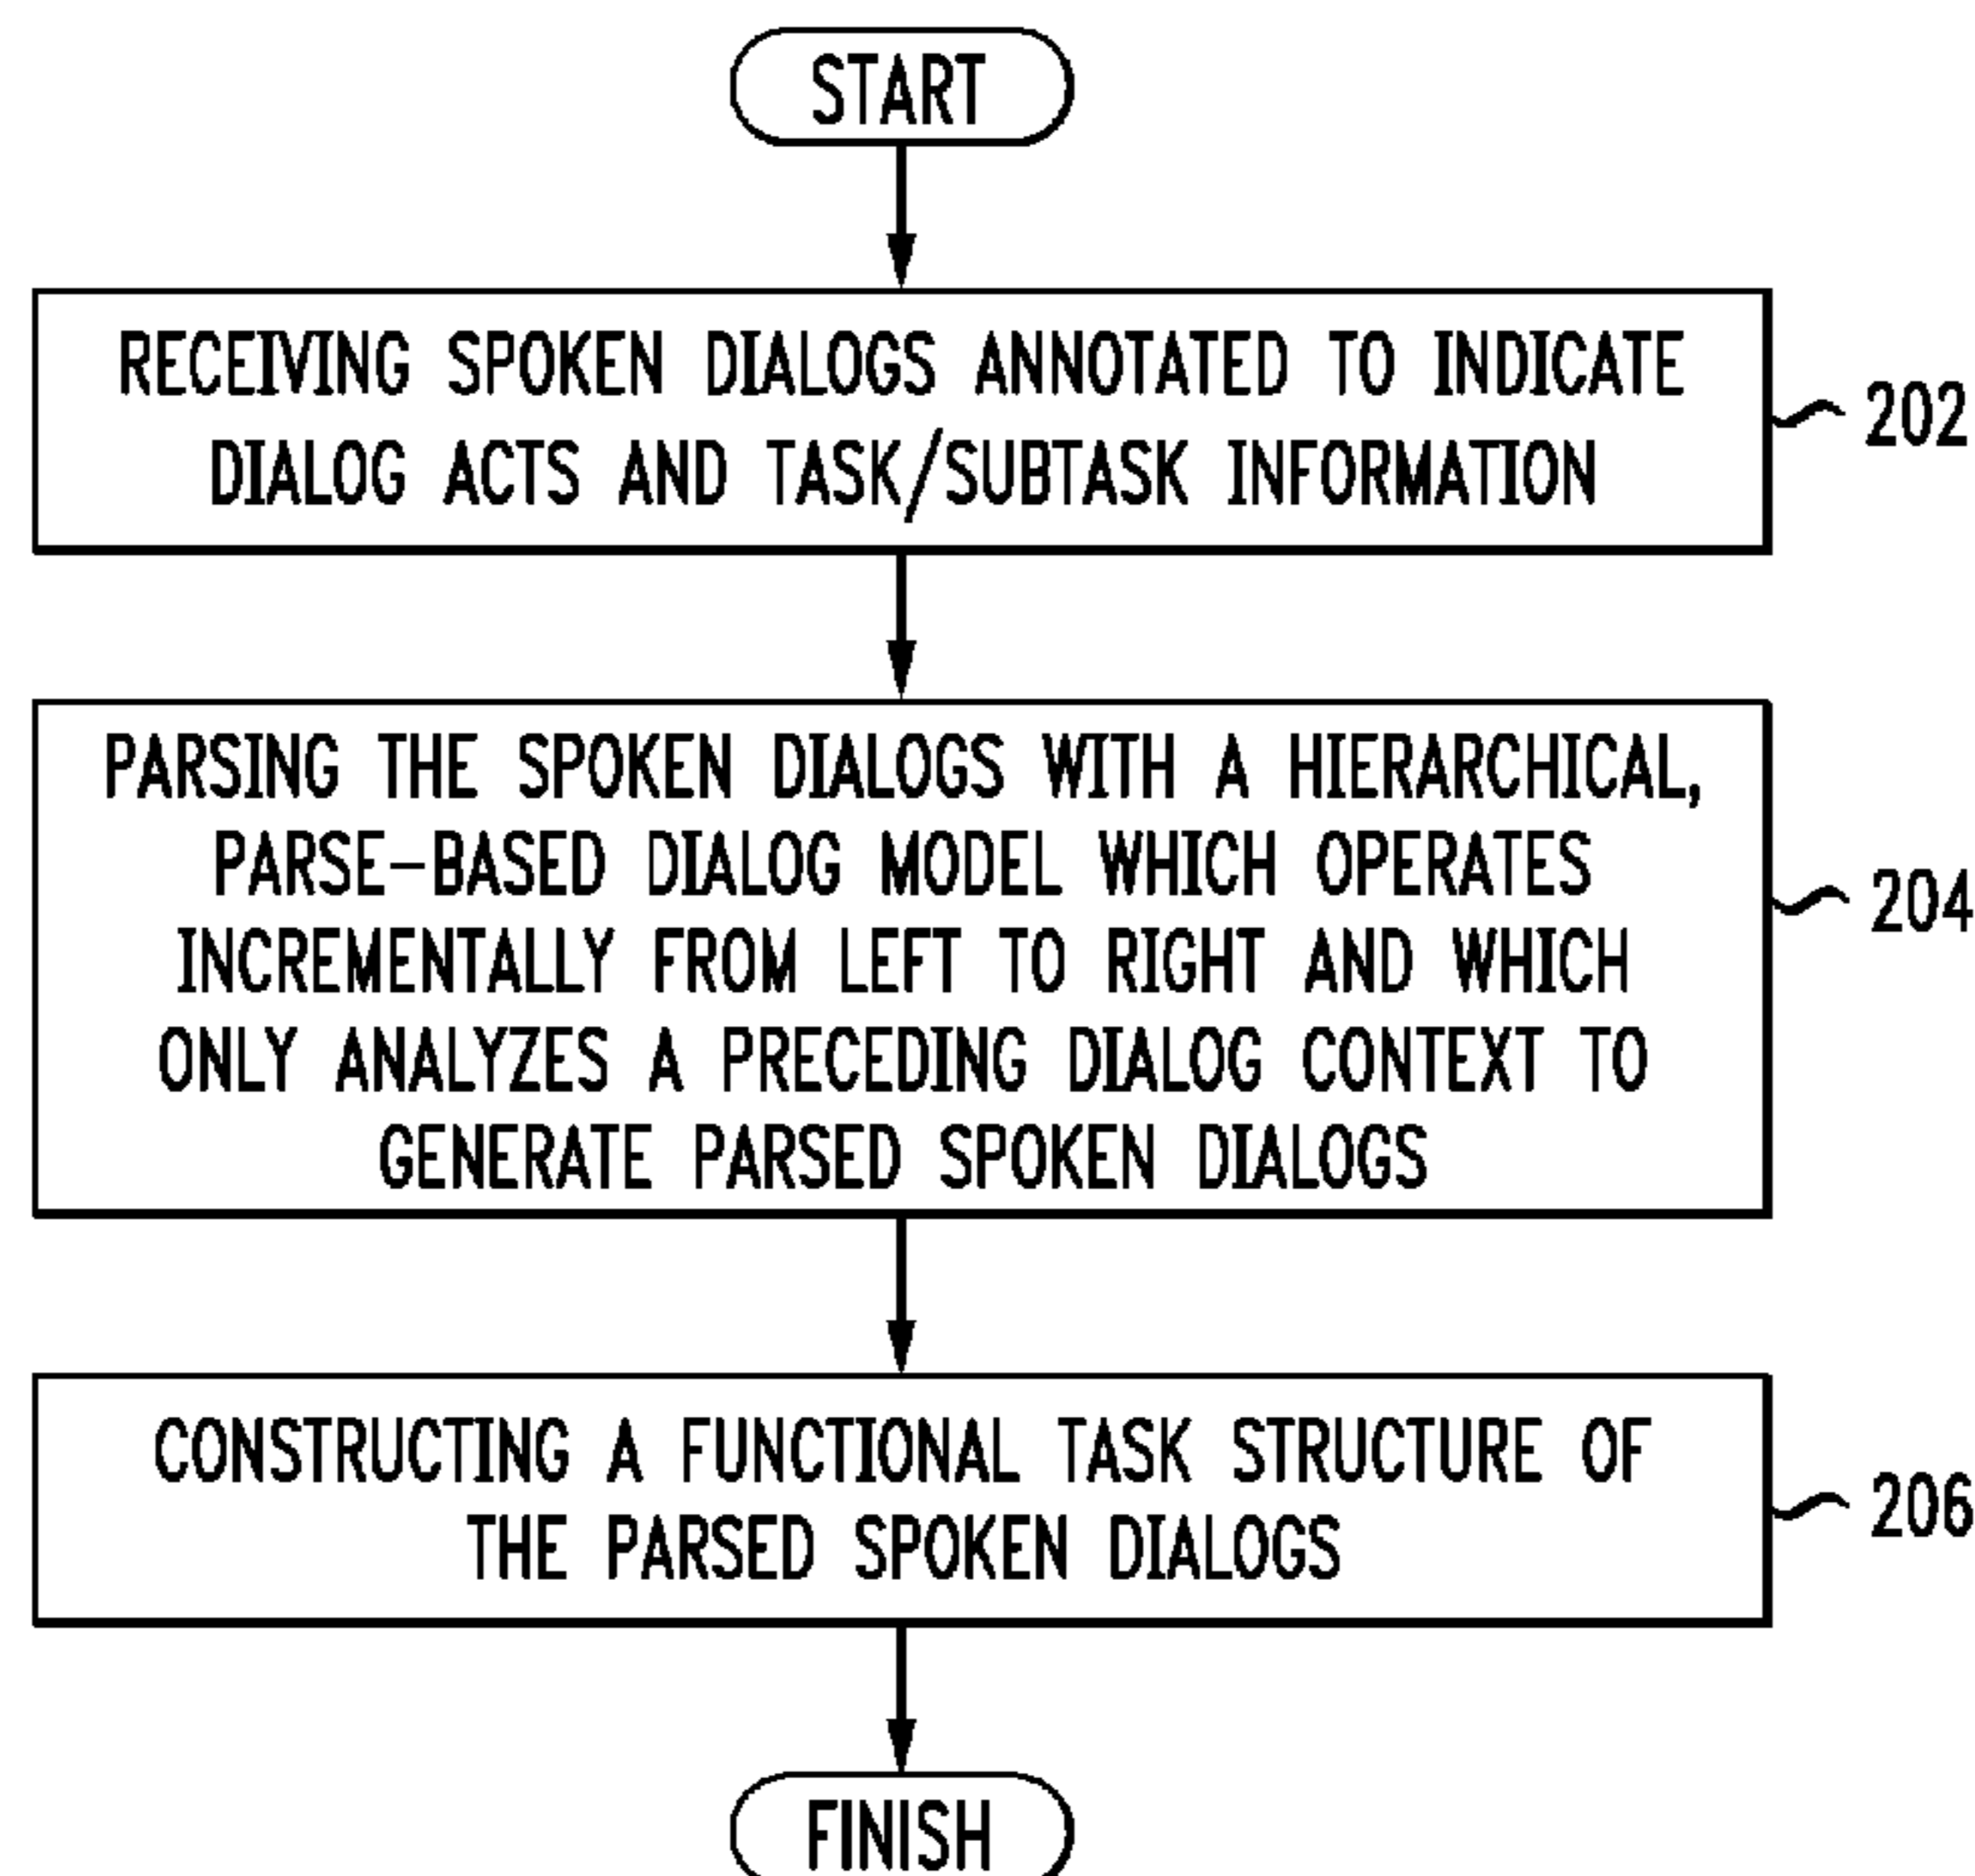 START
RECEIVING SPOKEN DIALOGS ANNOTATED TO INDICATE
DIALOG ACTS AND TASK/SUBTASK INFORMATION
202
PARSING THE SPOKEN DIALOGS WITH A HIERARCHICAL,
PARSE-BASED DIALOG MODEL WHICH OPERATES
INCREMENTALLY FROM LEFT TO RIGHT AND WHICH
ONLY ANALYZES A PRECEDING DIALOG CONTEXT TO
GENERATE PARSED SPOKEN DIALOGS
204
CONSTRUCTING A FUNCTIONAL TASK STRUCTURE OF
THE PARSED SPOKEN DIALOGS
206
FINISH